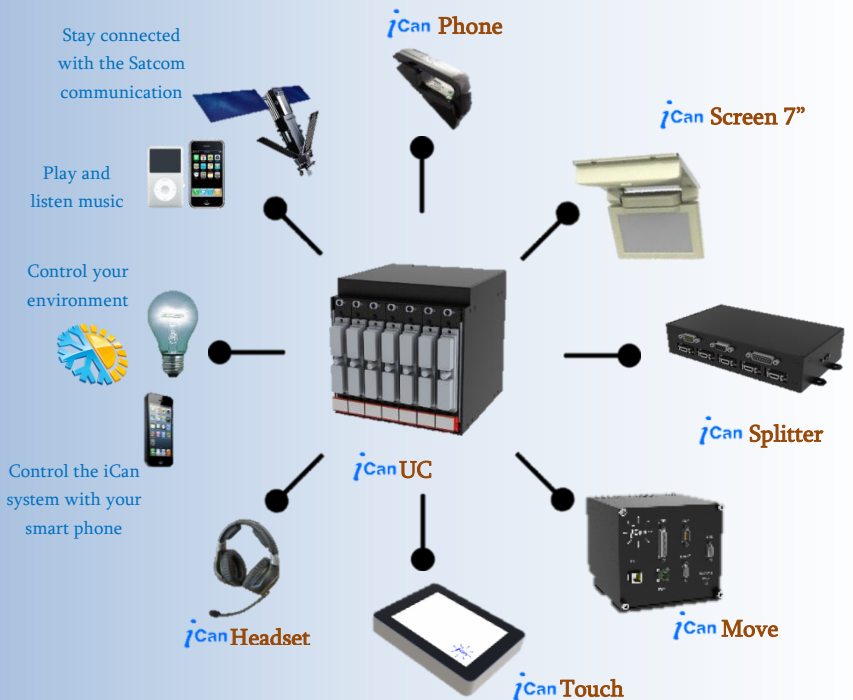 iCan Phone
Stay connected
with the Satcom
communication
iCan Screen 7”
Play and
listen music
Control your
environment
iCan Splitter
iCan UC
Control the iCan
system with your
smart phone
iCan Headset
iCan Move
iCan Touch